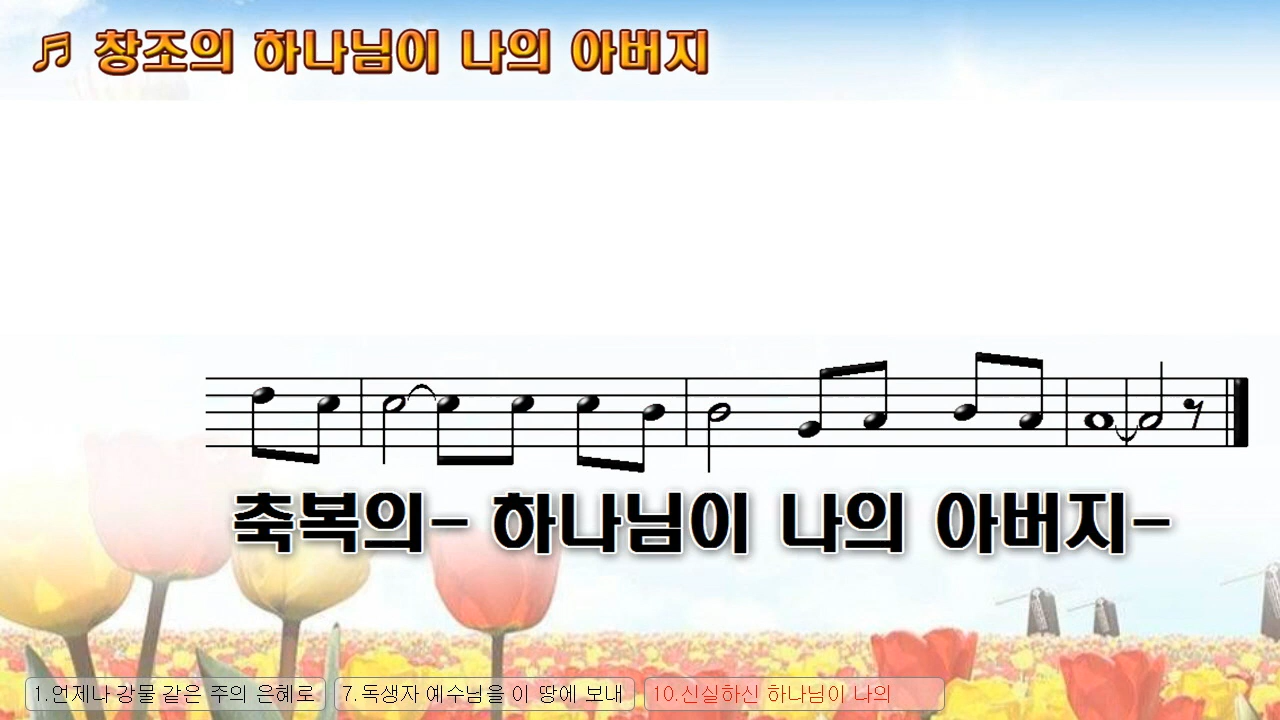 ♬ 창조의 하나님이 나의 아버지
축복의- 하나님이 나의 아버지-
1.언제나 강물 같은 주의 은혜로
7.독생자 예수님을 이 땅에 보내
10.신실하신 하나님이 나의